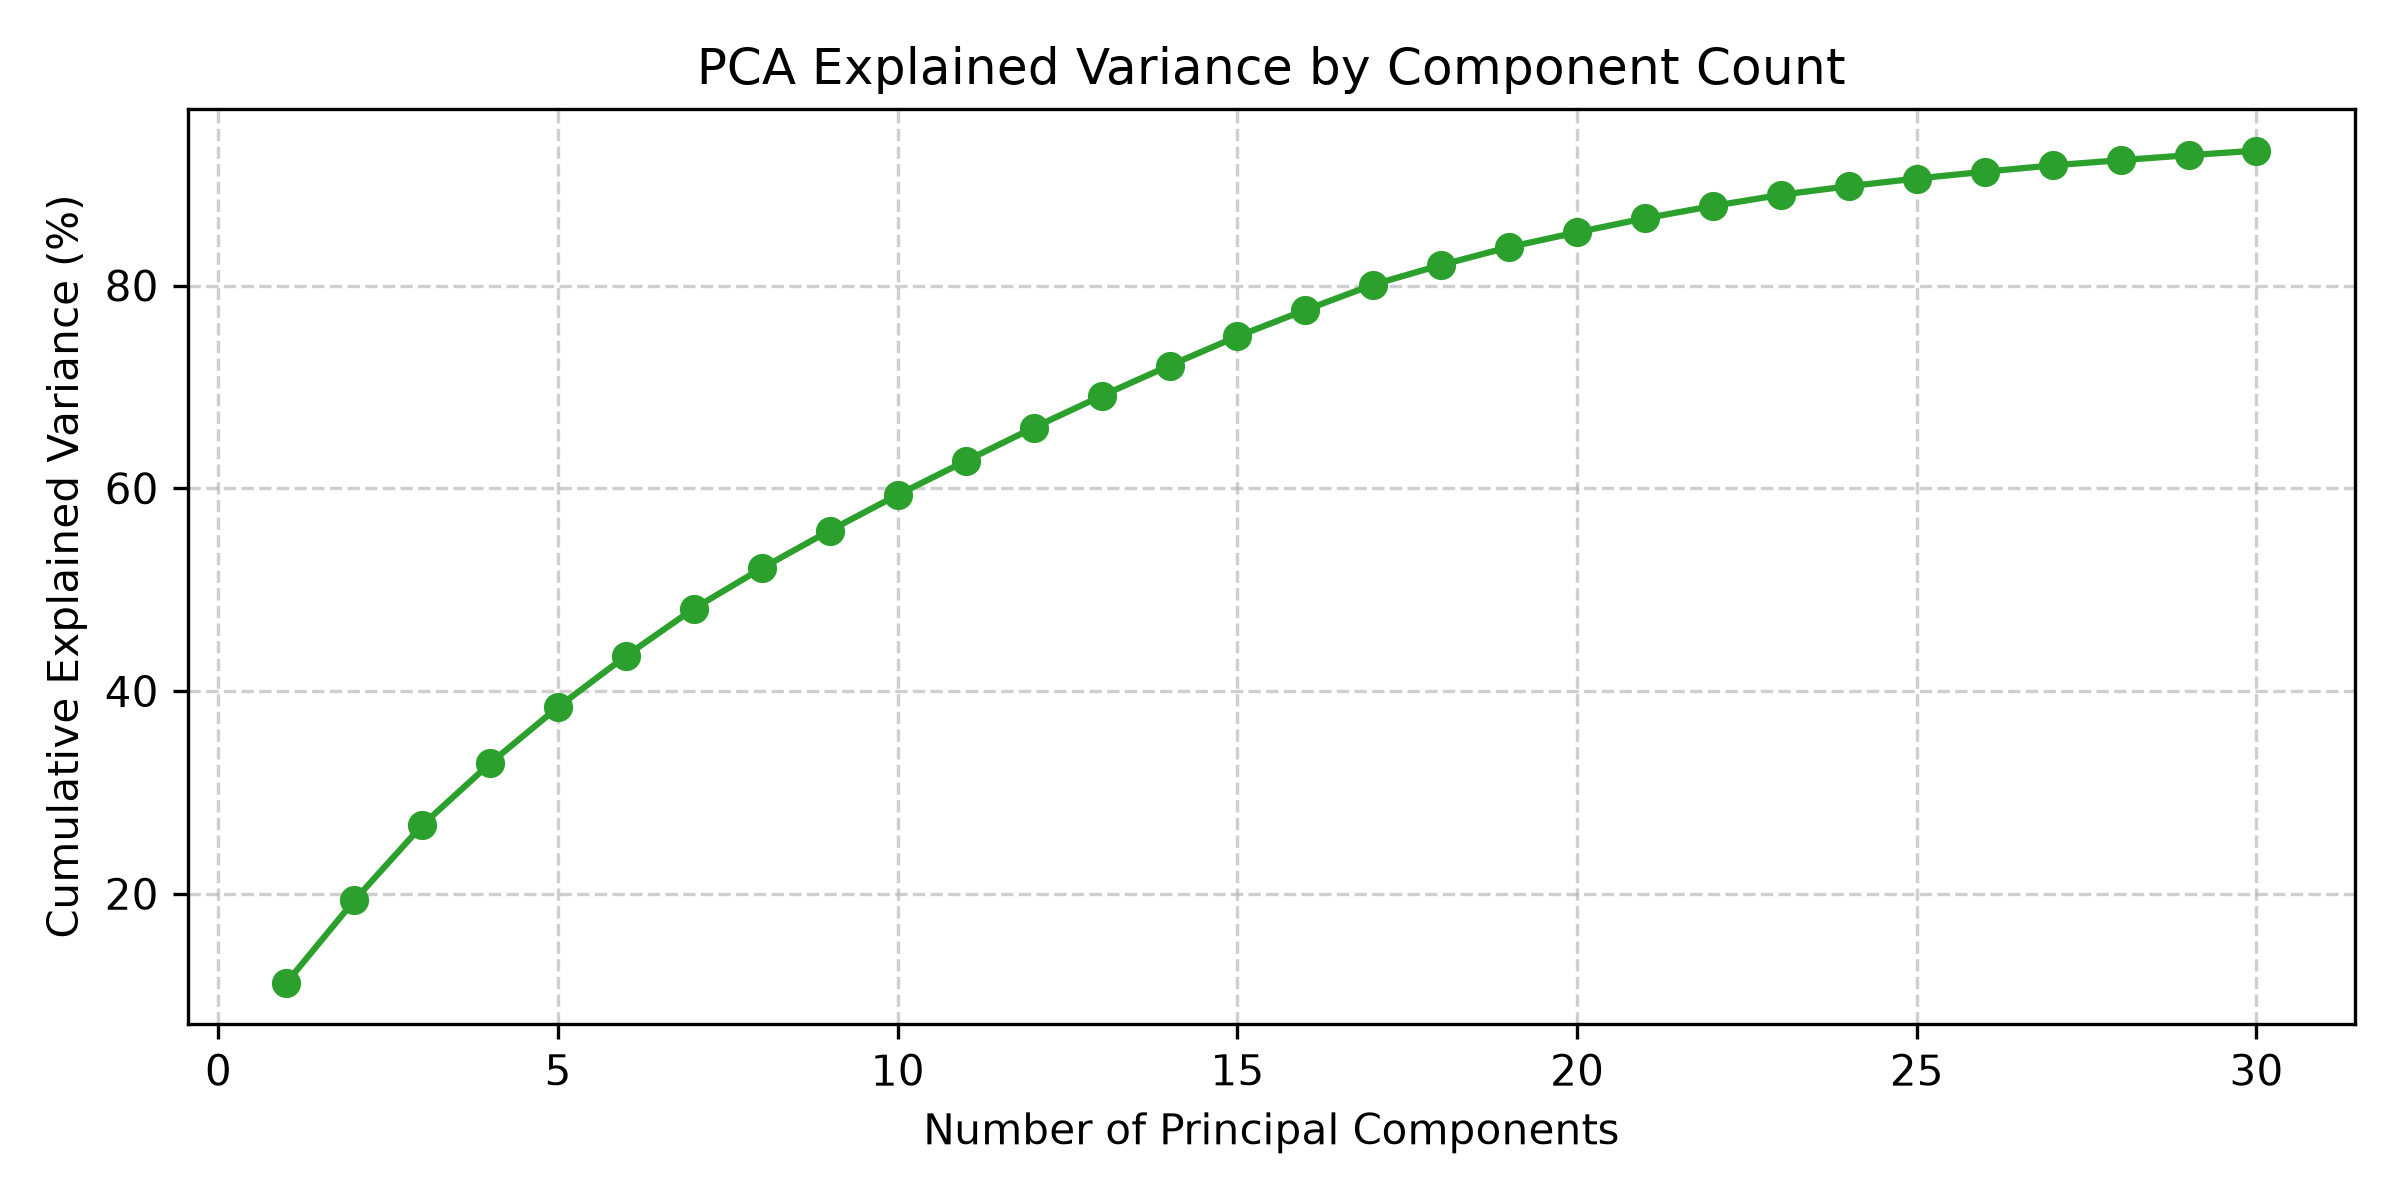 PCA Explained Variance by Component Count
Cumulative Explained Variance (%)
80
60
40
20
0 5 10 15 20 25 30
Number of Principal Components